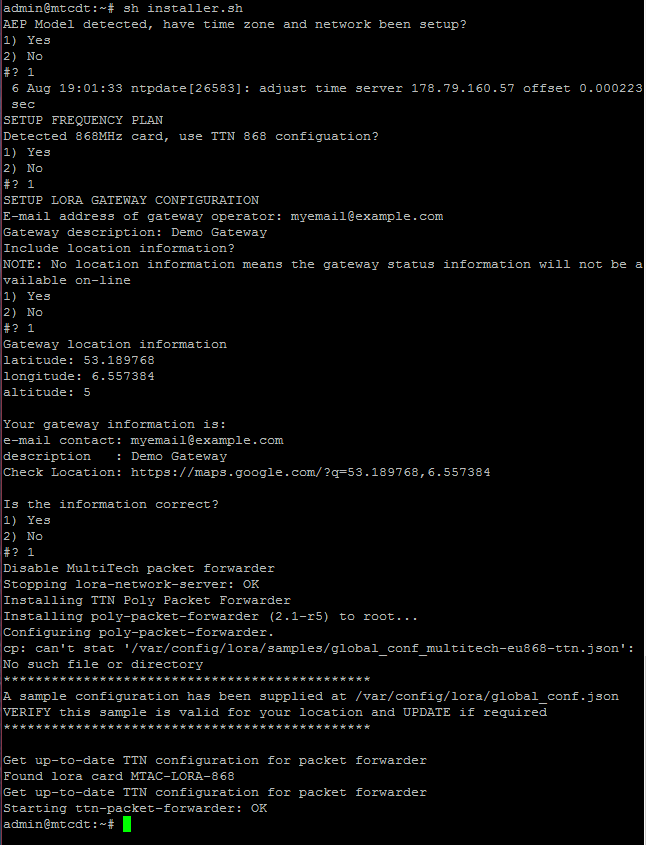 admin@mtcdt:~# sh installer.sh
AEP Model detected, have time zone and network been setup?
1) Yes
2) No
#? 1
 6 Aug 19:01:33 ntpdate[26583]: adjust time server 178.79.160.57 offset 0.000223
 sec
SETUP FREQUENCY PLAN
Detected 868MHz card, use TTN 868 configuation?
1) Yes
2) No
#? 1
SETUP LORA GATEWAY CONFIGURATION
E-mail address of gateway operator: myemail@example.com
Gateway description: Demo Gateway
Include location information?
NOTE: No location information means the gateway status information will not be a
vailable on-line
1) Yes
2) No
#? 1
Gateway location information
latitude: 53.189768
longitude: 6.557384
altitude: 5
Your gateway information is:
e-mail contact: myemail@example.com
description   : Demo Gateway
Check Location: https://maps.google.com/?q=53.189768,6.557384
Is the information correct?
1) Yes
2) No
#? 1
Disable MultiTech packet forwarder
Stopping lora-network-server: OK
Installing TTN Poly Packet Forwarder
Installing poly-packet-forwarder (2.1-r5) to root...
Configuring poly-packet-forwarder.
cp: can't stat '/var/config/lora/samples/global_conf_multitech-eu868-ttn.json':
No such file or directory
**********************************************
A sample configuration has been supplied at /var/config/lora/global_conf.json
VERIFY this sample is valid for your location and UPDATE if required
**********************************************
Get up-to-date TTN configuration for packet forwarder
Found lora card MTAC-LORA-868
Get up-to-date TTN configuration for packet forwarder
Starting ttn-packet-forwarder: OK
admin@mtcdt:~#